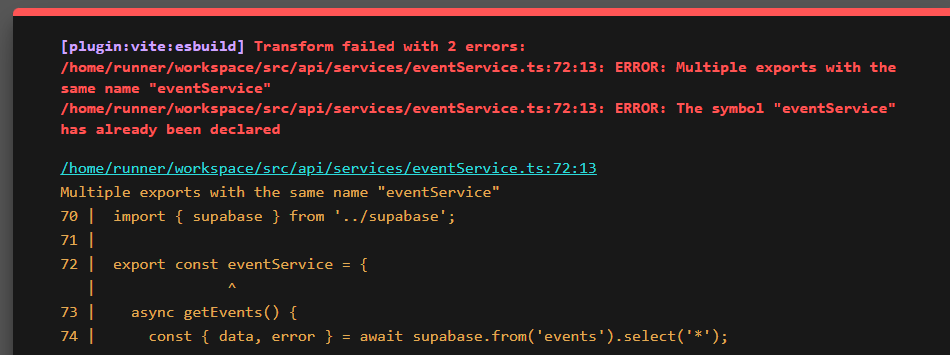 [plugin:vite:esbuild] Transform failed with 2 errors:
/home/runner/workspace/src/api/services/eventService.ts:72:13: ERROR: Multiple exports with the
same name "eventService"
/home/runner/workspace/src/api/services/eventService.ts:72:13: ERROR: The symbol "eventService"
has already been declared
/home/runner/workspace/src/api/services/eventService.ts:72:13
Multiple exports with the same name "eventService"
70 |  import { supabase } from '../supabase';
71 |
72 |  export const eventService = {
   |               ^
73 |    async getEvents() {
74 |      const { data, error } = await supabase.from('events').select('*');